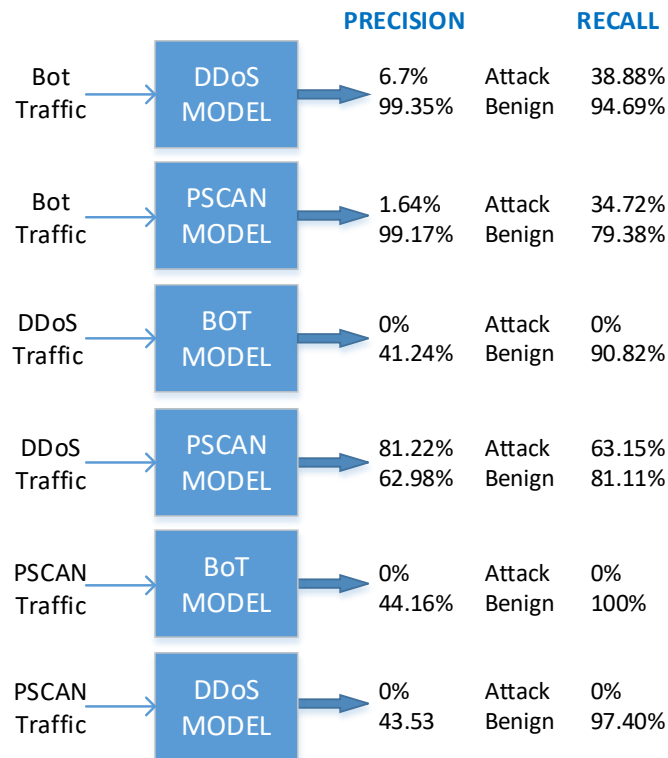 PRECISION RECALL
Bot Traffic
DDoS MODEL
6.7% Attack 38.88%
99.35% Benign 94.69%
Bot Traffic
PSCAN MODEL
1.64% Attack 34.72%
99.17% Benign 79.38%
DDoS Traffic
BOT MODEL
0% Attack 0%
41.24% Benign 90.82%
DDoS Traffic
PSCAN MODEL
81.22% Attack 63.15%
62.98% Benign 81.11%
PSCAN Traffic
BoT MODEL
0% Attack 0%
44.16% Benign 100%
PSCAN Traffic
DDoS MODEL
0% Attack 0%
43.53 Benign 97.40%